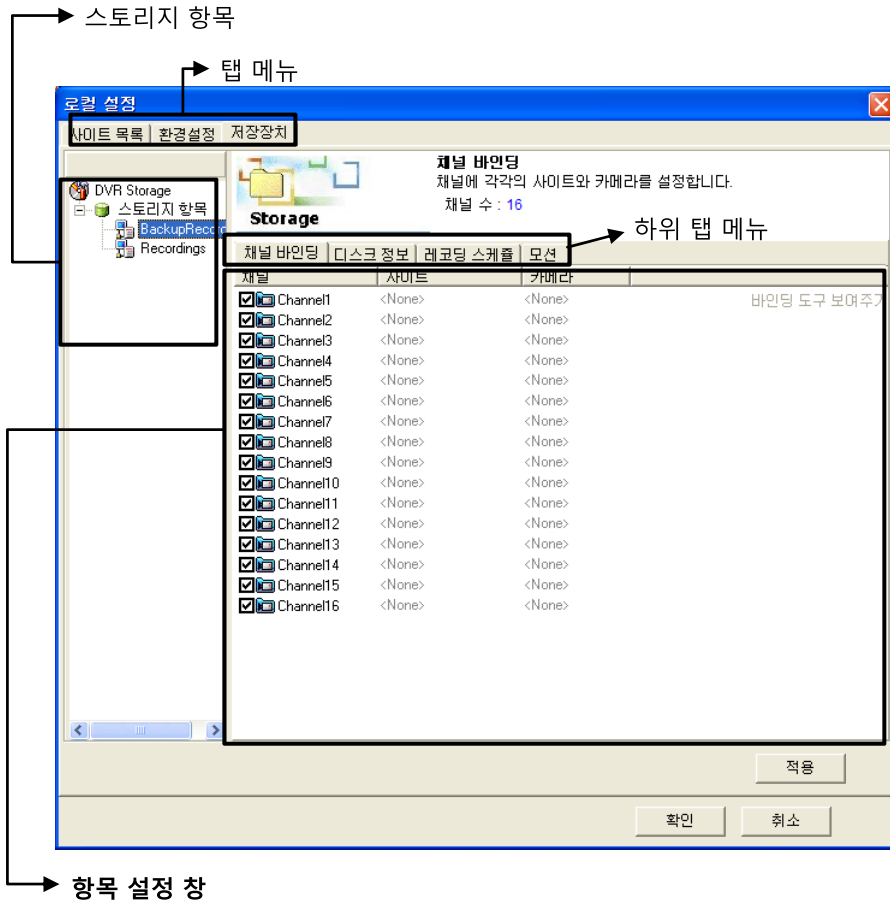 스토리지 항목
탭 메뉴
로컬 설정
사이트 목록 환경설정 저장장치
DVR Storage
스토리지 항목
BackupRecord
Recordings
Storage
채널 바인딩
채널에 각각의 사이트와 카메라를 설정합니다.
채널 수 : 16
하위 탭 메뉴
채널 바인딩 디스크 정보 레코딩 스케쥴 모션
채널 사이트 카메라
Channel1 <None> <None> 바인딩 도구 보여주기
Channel2 <None> <None>
Channel3 <None> <None>
Channel4 <None> <None>
Channel5 <None> <None>
Channel6 <None> <None>
Channel7 <None> <None>
Channel8 <None> <None>
Channel9 <None> <None>
Channel10 <None> <None>
Channel11 <None> <None>
Channel12 <None> <None>
Channel13 <None> <None>
Channel14 <None> <None>
Channel15 <None> <None>
Channel16 <None> <None>
적용
확인 취소
항목 설정 창